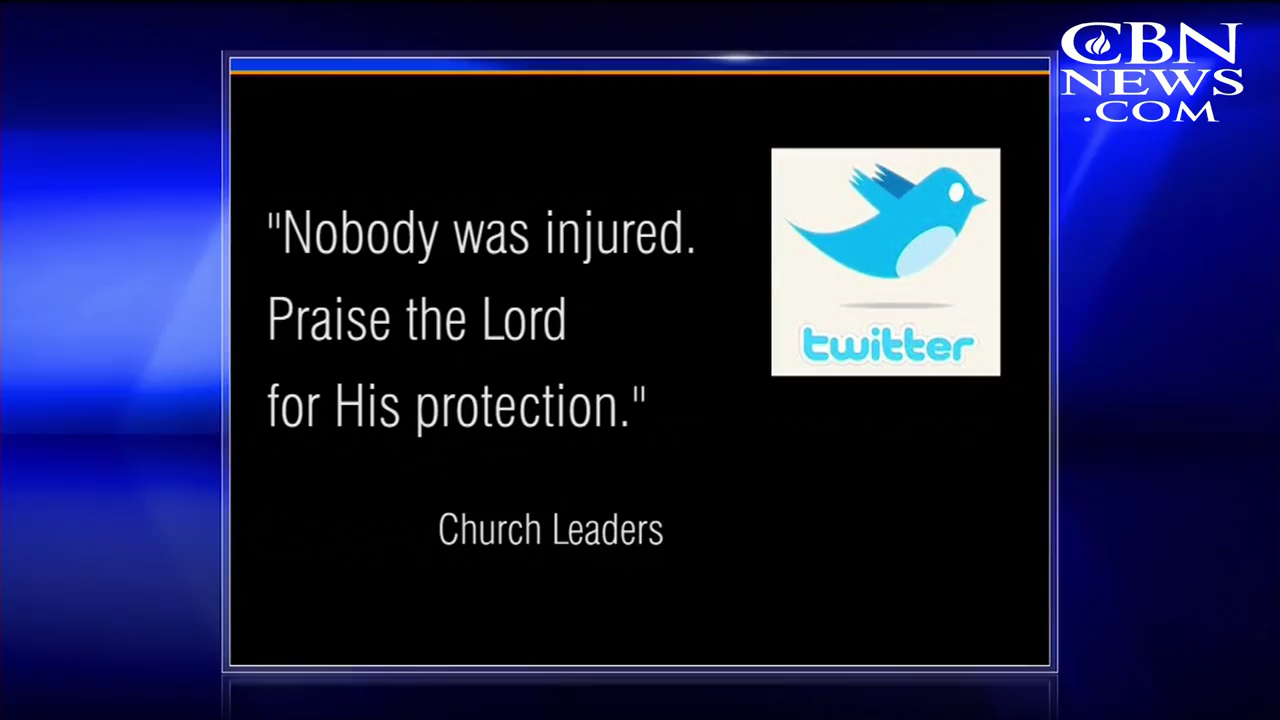 CBN
NEWS
.COM
"Nobody was injured.
Praise the Lord
for His protection."
Church Leaders
twitter